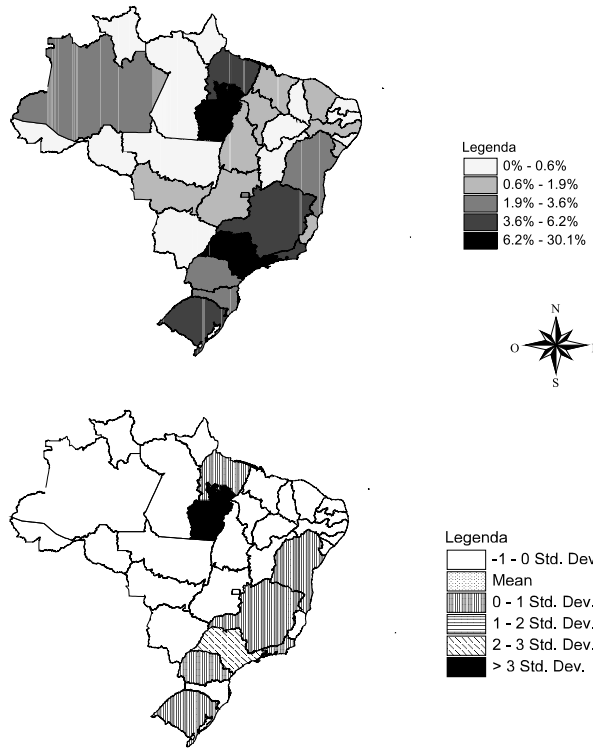 Legenda
0% - 0.6%
0.6% - 1.9%
1.9% - 3.6%
3.6% - 6.2%
6.2% - 30.1%
N
O
S
Legenda
-1 - 0 Std. Dev
Mean
0 - 1 Std. Dev.
1 - 2 Std. Dev.
2 - 3 Std. Dev.
> 3 Std. Dev.